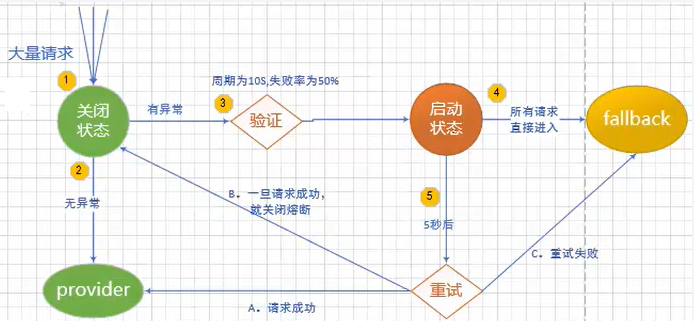 大量请求
1
周期为10S,失败率为50%
4
关闭
状态
有异常
3
验证
启动
状态
所有请求
直接进入
fallback
2
无异常
B. 一旦请求成功，
就关闭熔断
5
5秒后
C. 重试失败
provider
A. 请求成功
重试